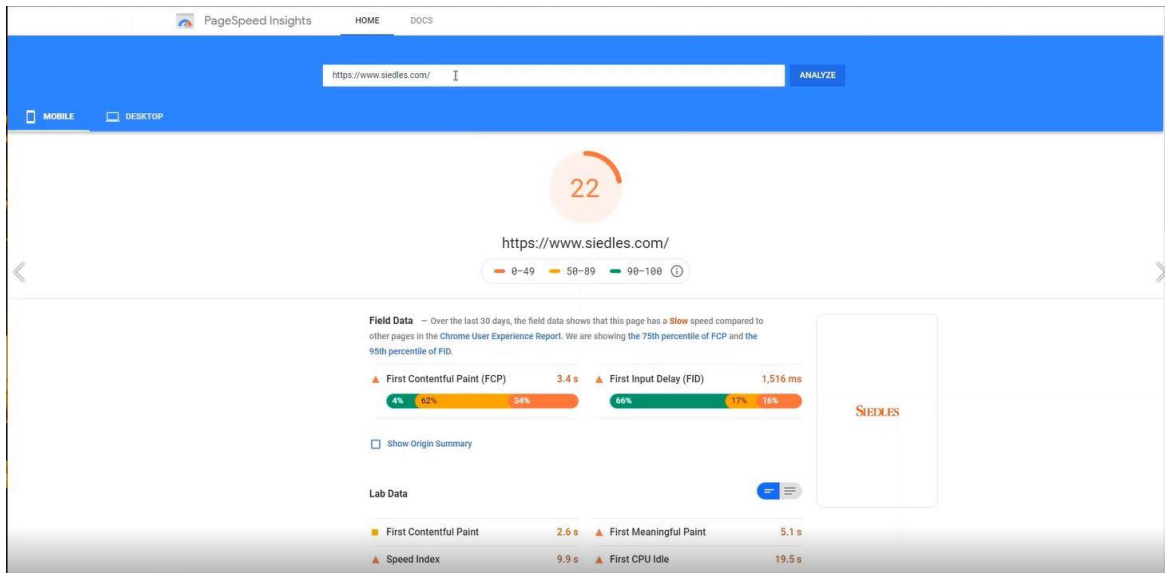 PageSpeed Insights HOME DOCS
https://www.siedles.com/ ANALYZE
MOBILE DESKTOP
22
https://www.siedles.com/
0-49 50-89 90-100
Field Data — Over the last 30 days, the field data shows that this page has a Slow speed compared to
other pages in the Chrome User Experience Report. We are showing the 75th percentile of FCP and the
95th percentile of FID.
First Contentful Paint (FCP) 3.4 s First Input Delay (FID) 1,516 ms
4% 62% 34% 66% 17% 16%
SIEDLES
Show Origin Summary
Lab Data
First Contentful Paint 2.6 s First Meaningful Paint 5.1 s
Speed Index 9.9 s First CPU Idle 19.5 s